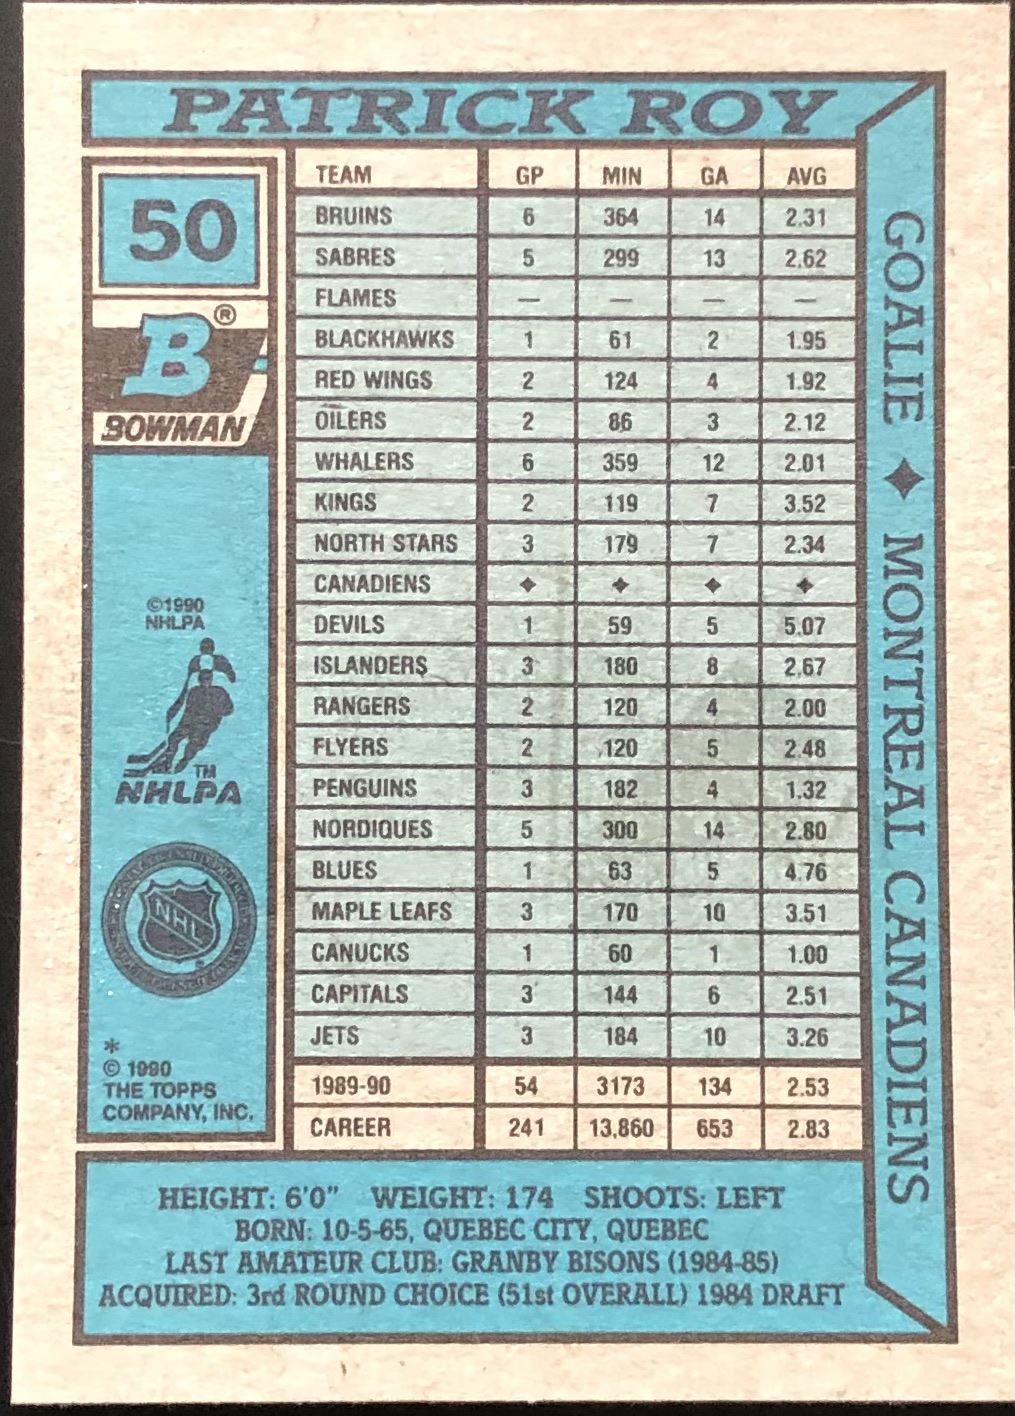 PATRICK ROY
50
B®
BOWMAN
©1990
NHLPA
TM
NHLPA
NHL
*
© 1990
THE TOPPS
COMPANY, INC.
TEAM GP MIN GA AVG
BRUINS 6 364 14 2.31
SABRES 5 299 13 2.62
FLAMES — — — —
BLACKHAWKS 1 61 2 1.95
RED WINGS 2 124 4 1.92
OILERS 2 86 3 2.12
WHALERS 6 359 12 2.01
KINGS 2 119 7 3.52
NORTH STARS 3 179 7 2.34
CANADIENS ✦ ✦ ✦ ✦
DEVILS 1 59 5 5.07
ISLANDERS 3 180 8 2.67
RANGERS 2 120 4 2.00
FLYERS 2 120 5 2.48
PENGUINS 3 182 4 1.32
NORDIQUES 5 300 14 2.80
BLUES 1 63 5 4.76
MAPLE LEAFS 3 170 10 3.51
CANUCKS 1 60 1 1.00
CAPITALS 3 144 6 2.51
JETS 3 184 10 3.26
1989-90 54 3173 134 2.53
CAREER 241 13,860 653 2.83
GOALIE ✦ MONTREAL CANADIENS
HEIGHT: 6'0" WEIGHT: 174 SHOOTS: LEFT
BORN: 10-5-65, QUEBEC CITY, QUEBEC
LAST AMATEUR CLUB: GRANBY BISONS (1984-85)
ACQUIRED: 3rd ROUND CHOICE (51st OVERALL) 1984 DRAFT